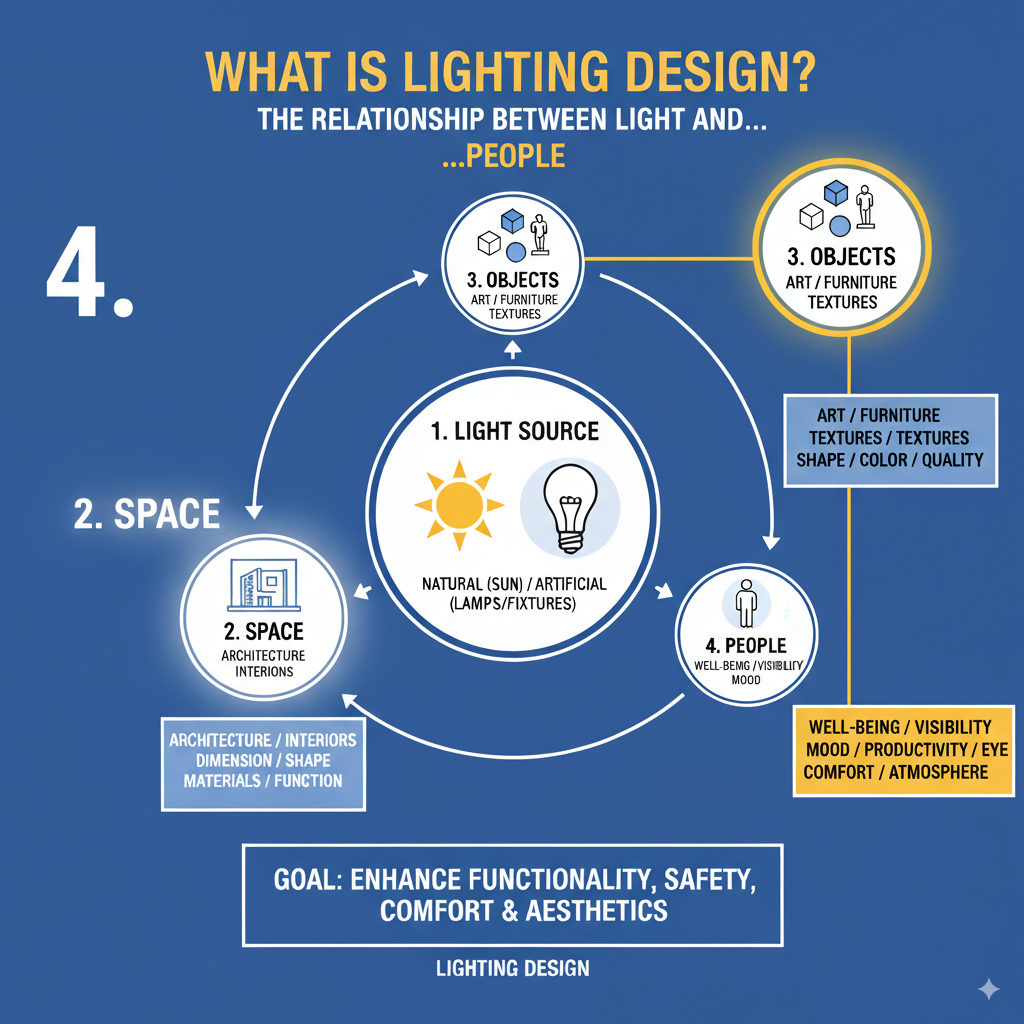 WHAT IS LIGHTING DESIGN?
THE RELATIONSHIP BETWEEN LIGHT AND...
...PEOPLE
4.
3. OBJECTS
ART / FURNITURE
TEXTURES
3. OBJECTS
ART / FURNITURE
TEXTURES
ART / FURNITURE
TEXTURES / TEXTURES
SHAPE / COLOR / QUALITY
1. LIGHT SOURCE
NATURAL (SUN) / ARTIFICIAL
(LAMPS/FIXTURES)
2. SPACE
2. SPACE
ARCHITECTURE
INTERIONS
ARCHITECTURE / INTERIORS
DIMENSION / SHAPE
MATERIALS / FUNCTION
4. PEOPLE
WELL-BEMG / VISIBILIY
MOOD
WELL-BEING / VISIBILITY
MOOD / PRODUCTIVITY / EYE
COMFORT / ATMOSPHERE
GOAL: ENHANCE FUNCTIONALITY, SAFETY,
COMFORT & AESTHETICS
LIGHTING DESIGN